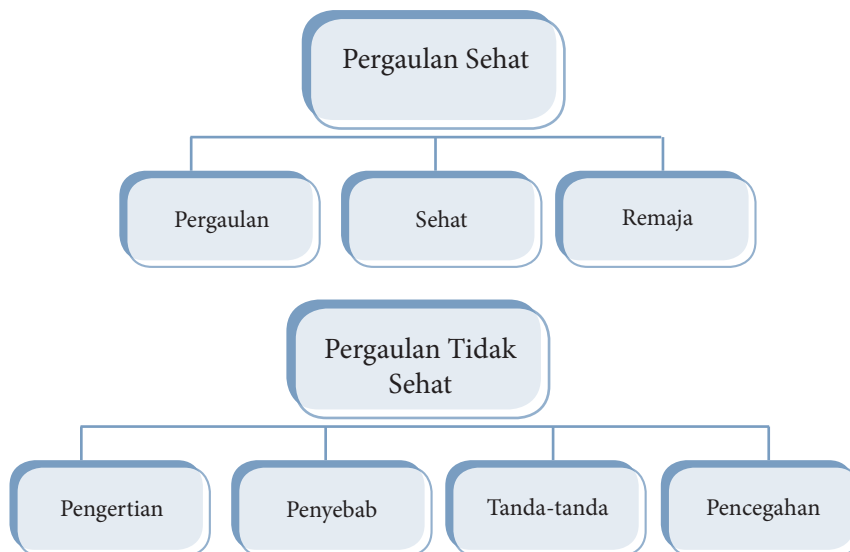 Pergaulan Sehat
Pergaulan
Sehat
Remaja
Pergaulan Tidak
Sehat
Pengertian
Penyebab
Tanda-tanda
Pencegahan